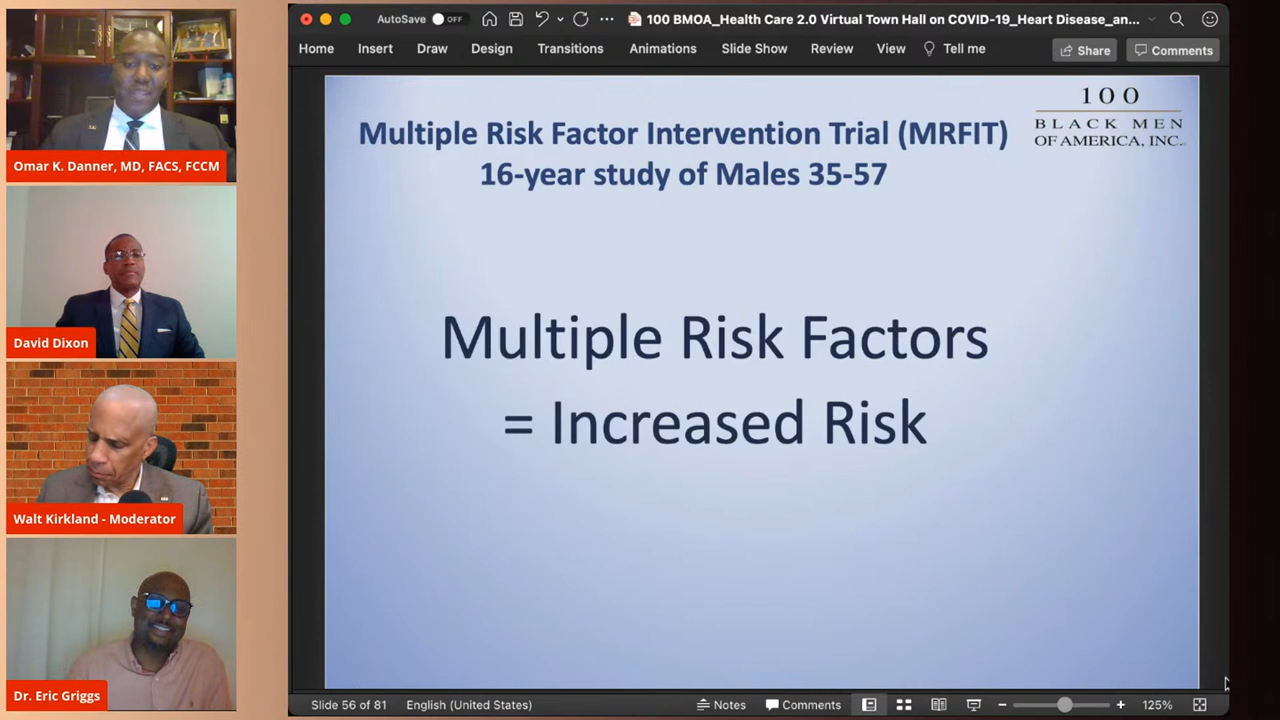 Omar K. Danner, MD, FACS, FCCM
David Dixon
Walt Kirkland - Moderator
Dr. Eric Griggs
AutoSave OFF
100 BMOA_Health Care 2.0 Virtual Town Hall on COVID-19_Heart Disease_an...
Home Insert Draw Design Transitions Animations Slide Show Review View Tell me Share Comments
100
BLACK MEN
OF AMERICA, INC.
Multiple Risk Factor Intervention Trial (MRFIT)
16-year study of Males 35-57
Multiple Risk Factors
= Increased Risk
Slide 56 of 81 English (United States) Notes Comments 125%